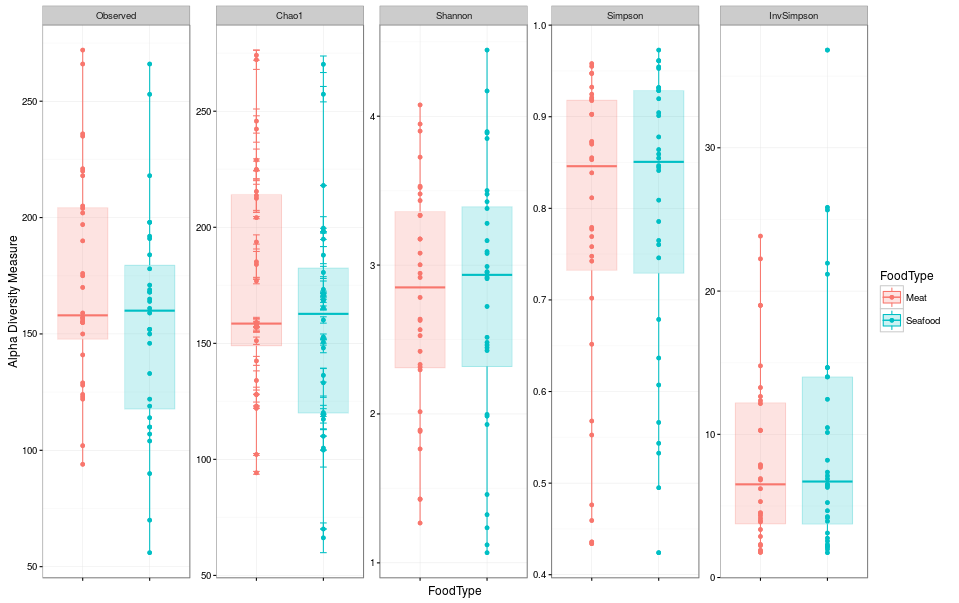 Observed
Chao1
Shannon
Simpson
InvSimpson
Alpha Diversity Measure
250
200
150
100
50
250
200
150
100
50
4
3
2
1
1.0
0.9
0.8
0.7
0.6
0.5
0.4
30
20
10
0
FoodType
FoodType
Meat
Seafood